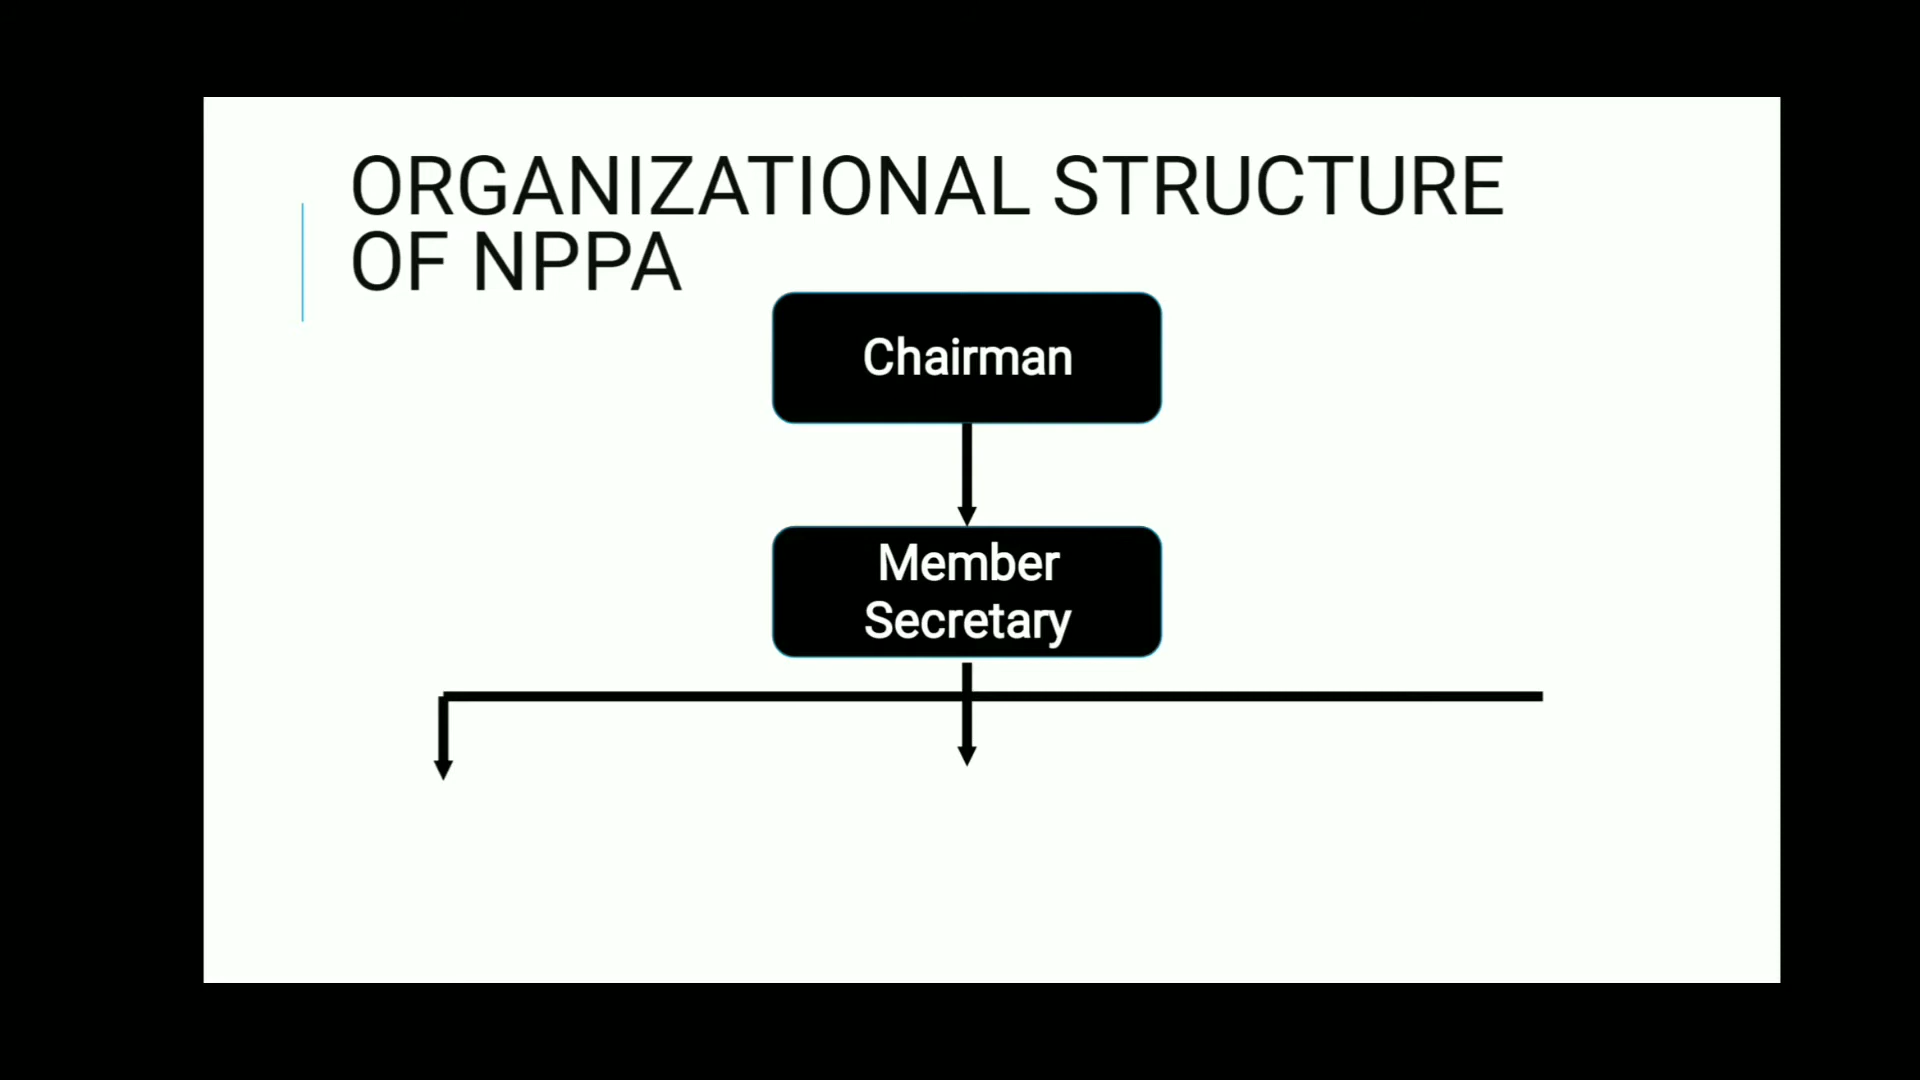 ORGANIZATIONAL STRUCTURE
OF NPPA
Chairman
Member
Secretary